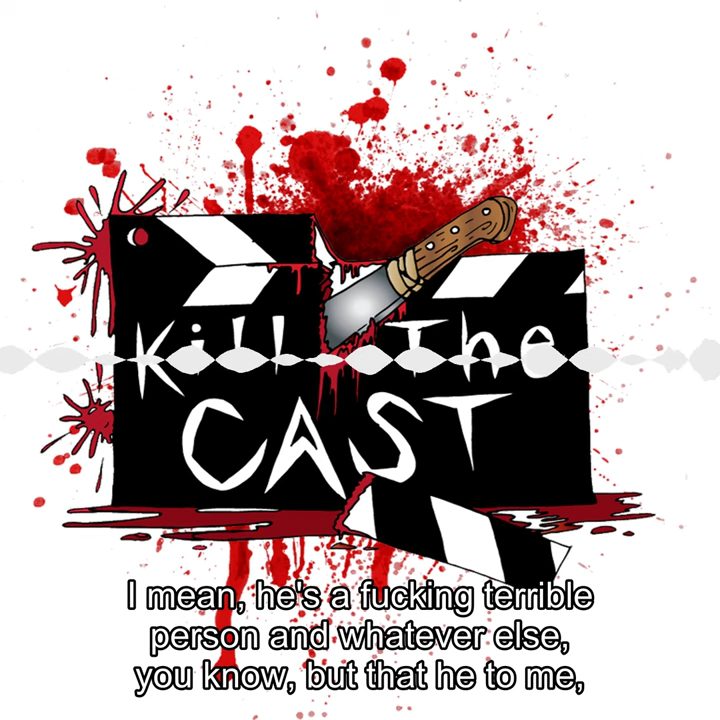 Kill The
CAST
I mean, he's a fucking terrible
person and whatever else,
you know, but that he to me,